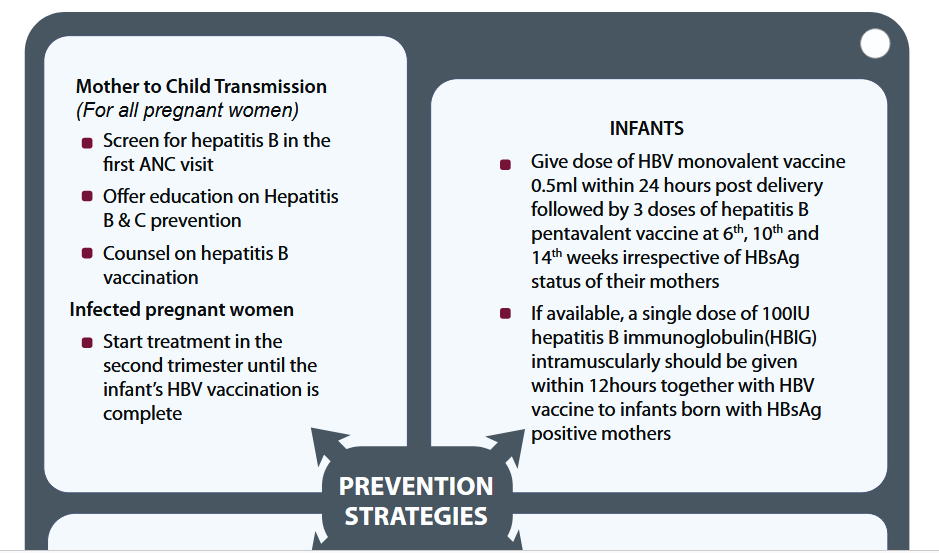 Mother to Child Transmission
(For all pregnant women)
Screen for hepatitis B in the
first ANC visit
Offer education on Hepatitis
B & C prevention
Counsel on hepatitis B
vaccination
Infected pregnant women
Start treatment in the
second trimester until the
infant's HBV vaccination is
complete
INFANTS
Give dose of HBV monovalent vaccine
0.5ml within 24 hours post delivery
followed by 3 doses of hepatitis B
pentavalent vaccine at 6th, 10th and
14th weeks irrespective of HBsAg
status of their mothers
If available, a single dose of 100IU
hepatitis B immunoglobulin(HBIG)
intramuscularly should be given
within 12hours together with HBV
vaccine to infants born with HBsAg
positive mothers
PREVENTION
STRATEGIES